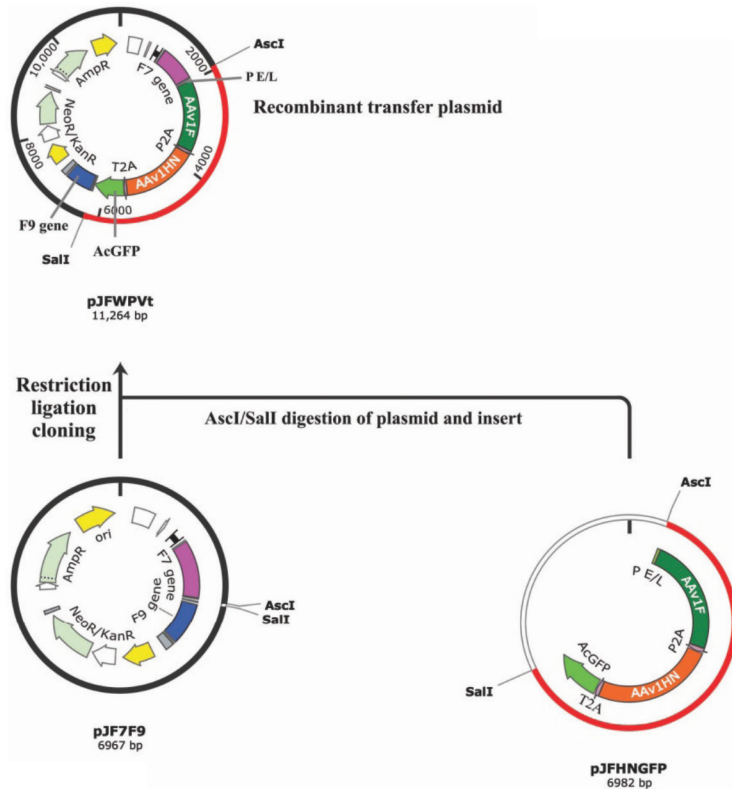 AscI
2000
P E/L
F7 gene
AAv1F
P2A
4000
AAv1HN
T2A
6000
AcGFP
SalI
F9 gene
8000
NeoR/KanR
AmpR
10,000
Recombinant transfer plasmid
pJFWPVt
11,264 bp
Restriction
ligation
cloning
AscI/SalI digestion of plasmid and insert
ori
AmpR
NeoR/KanR
F7 gene
F9 gene
AscI
SalI
pJF7F9
6967 bp
AscI
P E/L
AAv1F
P2A
AAv1HN
T2A
AcGFP
SalI
pJFHNGFP
6982 bp